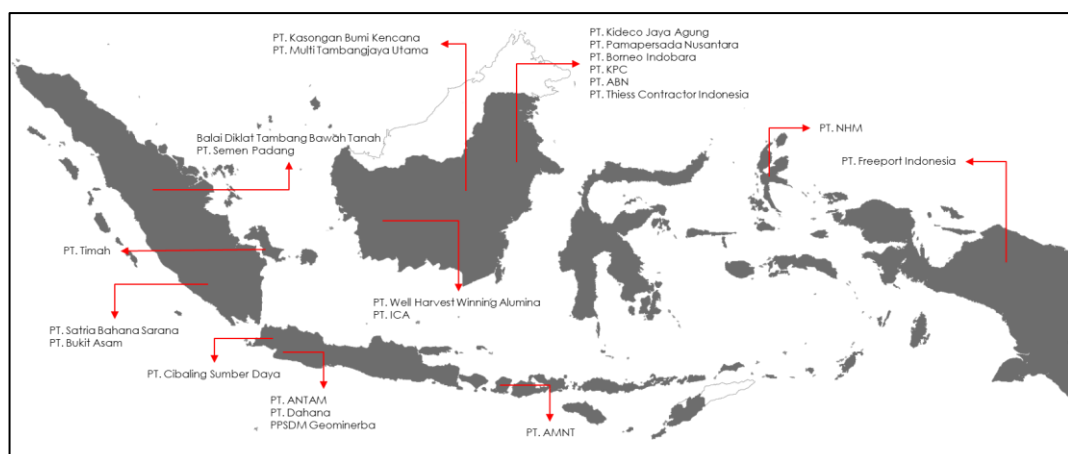 PT. Kasongan Bumi Kencana
PT. Multi Tambangjaya Utama
PT. Kideco Jaya Agung
PT. Pamapersada Nusantara
PT. Borneo Indobara
PT. KPC
PT. ABN
PT. Thiess Contractor Indonesia
PT. NHM
PT. Freeport Indonesia
Balai Diklat Tambang Bawah Tanah
PT. Semen Padang
PT. Timah
PT. Well Harvest Winning Alumina
PT. ICA
PT. Satria Bahana Sarana
PT. Bukit Asam
PT. Cibaling Sumber Daya
PT. ANTAM
PT. Dahana
PPSDM Geominerba
PT. AMNT